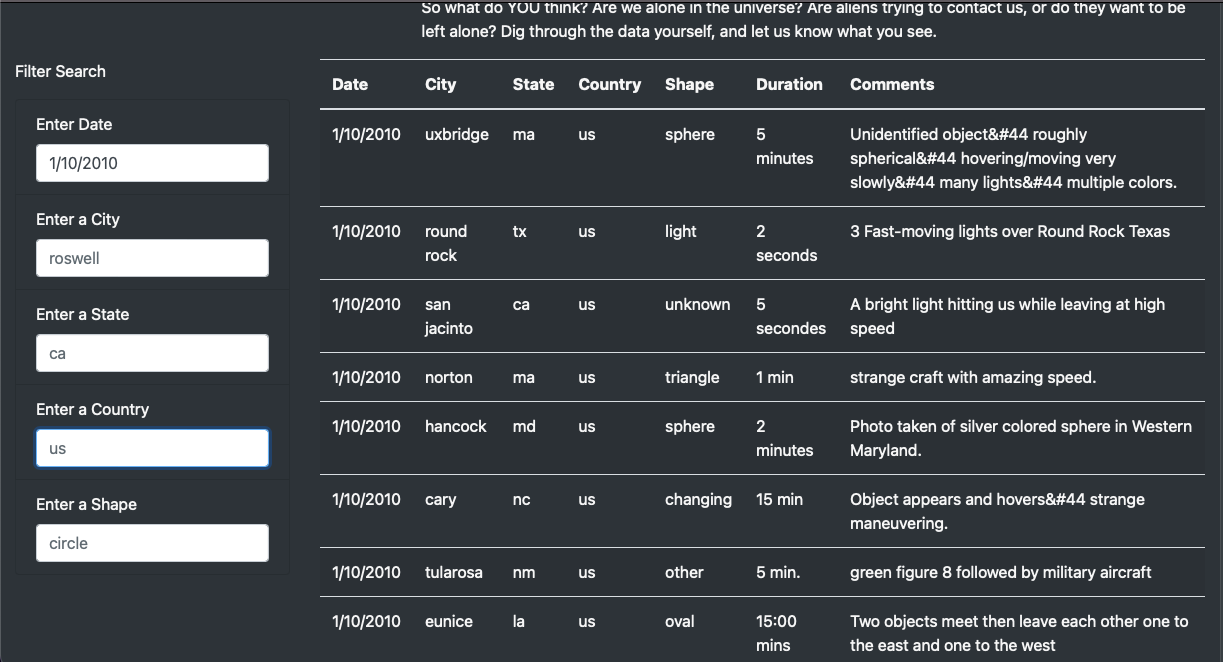 So what do YOU think? Are we alone in the universe? Are aliens trying to contact us, or do they want to be
left alone? Dig through the data yourself, and let us know what you see.
Filter Search
Enter Date
1/10/2010
Enter a City
roswell
Enter a State
ca
Enter a Country
us
Enter a Shape
circle
Date City State Country Shape Duration Comments
1/10/2010 uxbridge ma us sphere 5 Unidentified object&#44 roughly
minutes spherical&#44 hovering/moving very
slowly&#44 many lights&#44 multiple colors.
1/10/2010 round tx us light 2 3 Fast-moving lights over Round Rock Texas
rock seconds
1/10/2010 san ca us unknown 5 A bright light hitting us while leaving at high
jacinto secondes speed
1/10/2010 norton ma us triangle 1 min strange craft with amazing speed.
1/10/2010 hancock md us sphere 2 Photo taken of silver colored sphere in Western
minutes Maryland.
1/10/2010 cary nc us changing 15 min Object appears and hovers&#44 strange
maneuvering.
1/10/2010 tularosa nm us other 5 min. green figure 8 followed by military aircraft
1/10/2010 eunice la us oval 15:00 Two objects meet then leave each other one to
mins the east and one to the west